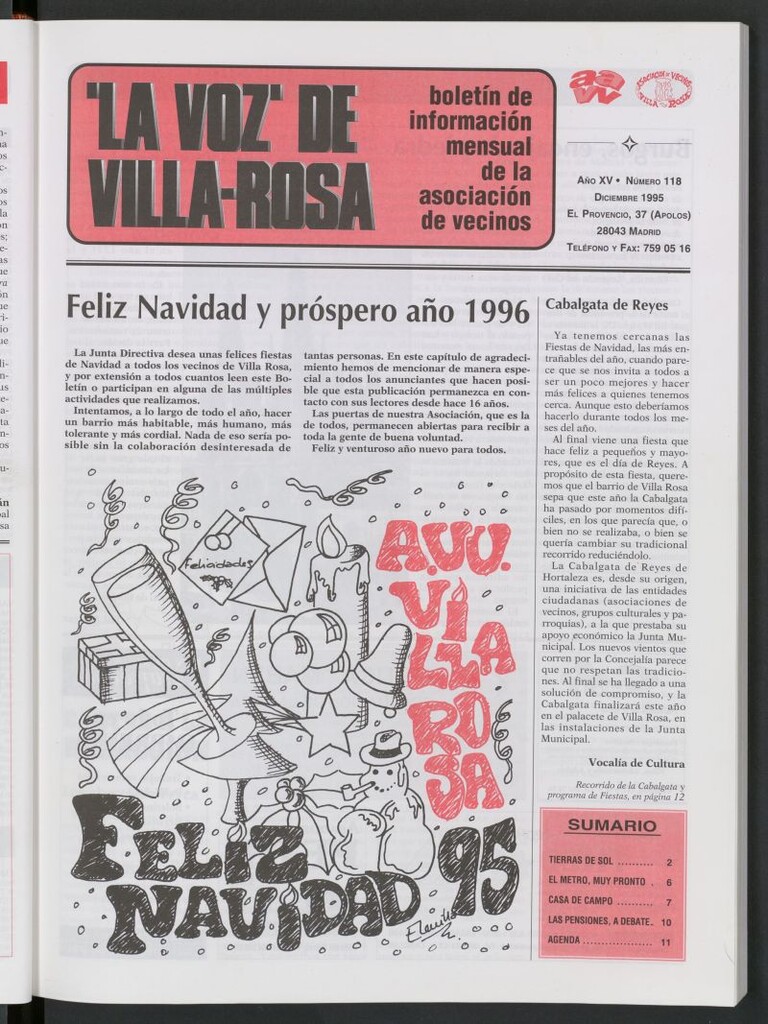 "LA VOZ" DE
VILLA-ROSA
boletín de
información
mensual
de la
asociación
de vecinos
aavv
ASOCIACION DE VECINOS
VILLA ROSA
AÑO XV • NÚMERO 118
DICIEMBRE 1995
EL PROVENCIO, 37 (APOLOS)
28043 MADRID
TELÉFONO Y FAX: 759 05 16
Feliz Navidad y próspero año 1996
La Junta Directiva desea unas felices fiestas
de Navidad a todos los vecinos de Villa Rosa,
y por extensión a todos cuantos leen este Bo-
letín o participan en alguna de las múltiples
actividades que realizamos.
Intentamos, a lo largo de todo el año, hacer
un barrio más habitable, más humano, más
tolerante y más cordial. Nada de eso sería po-
sible sin la colaboración desinteresada de
tantas personas. En este capítulo de agradeci-
miento hemos de mencionar de manera espe-
cial a todos los anunciantes que hacen posi-
ble que esta publicación permanezca en con-
tacto con sus lectores desde hace 16 años.
Las puertas de nuestra Asociación, que es la
de todos, permanecen abiertas para recibir a
toda la gente de buena voluntad.
Feliz y venturoso año nuevo para todos.
Felicidades
A.VV.
VILLA
ROSA
FELIZ
NAVIDAD 95
Cabalgata de Reyes
Ya tenemos cercanas las
Fiestas de Navidad, las más en-
trañables del año, cuando pare-
ce que se nos invita a todos a
ser un poco mejores y hacer
más felices a quienes tenemos
cerca. Aunque esto deberíamos
hacerlo durante todos los me-
ses del año.
Al final viene una fiesta que
hace feliz a pequeños y mayo-
res, que es el día de Reyes. A
propósito de esta fiesta, quere-
mos que el barrio de Villa Rosa
sepa que este año la Cabalgata
ha pasado por momentos difí-
ciles, en los que parecía que, o
bien no se realizaba, o bien se
quería cambiar su tradicional
recorrido reduciéndolo.
La Cabalgata de Reyes de
Hortaleza es, desde su origen,
una iniciativa de las entidades
ciudadanas (asociaciones de
vecinos, grupos culturales y pa-
rroquias), a la que prestaba su
apoyo económico la Junta Mu-
nicipal. Los nuevos vientos que
corren por la Concejalía parece
que no respetan las tradicio-
nes. Al final se ha llegado a una
solución de compromiso, y la
Cabalgata finalizará este año
en el palacete de Villa Rosa, en
las instalaciones de la Junta
Municipal.
Vocalía de Cultura
Recorrido de la Cabalgata y
programa de Fiestas, en página 12
SUMARIO
TIERRAS DE SOL .......... 2
EL METRO, MUY PRONTO . 6
CASA DE CAMPO .......... 7
LAS PENSIONES, A DEBATE. 10
AGENDA .................... 11